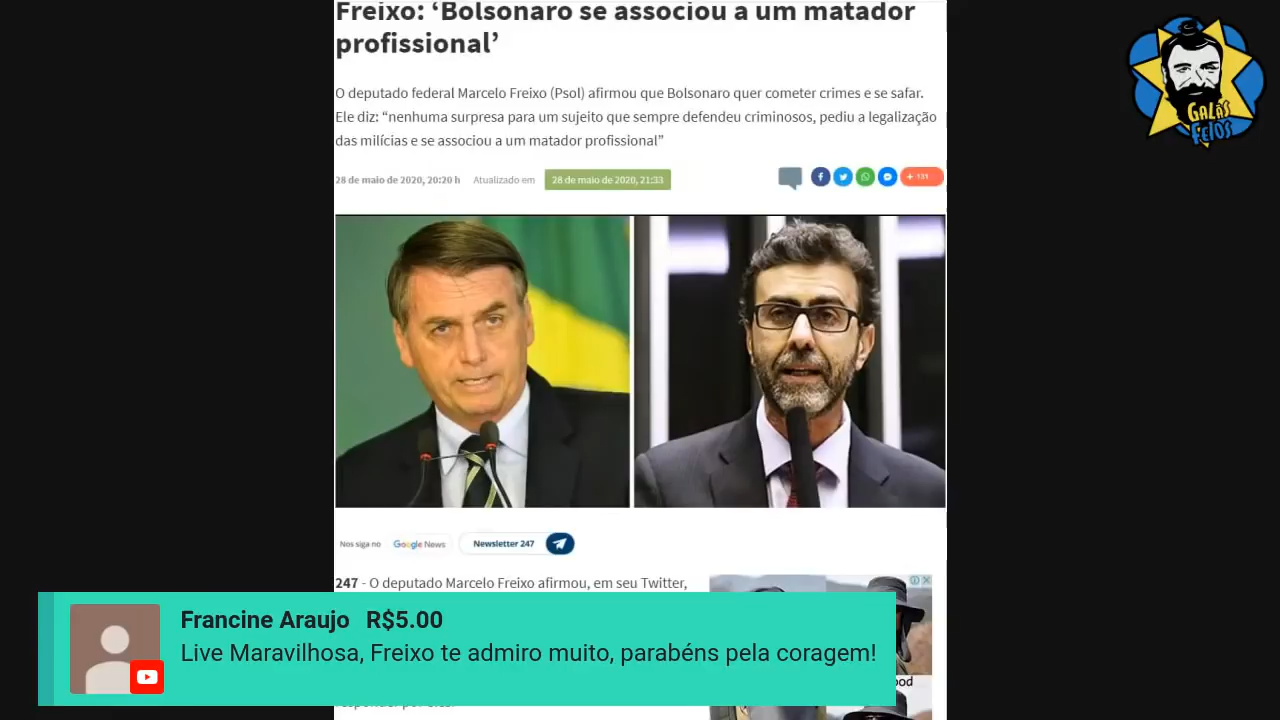 Freixo: ‘Bolsonaro se associou a um matador
profissional’
O deputado federal Marcelo Freixo (Psol) afirmou que Bolsonaro quer cometer crimes e se safar.
Ele diz: “nenhuma surpresa para um sujeito que sempre defendeu criminosos, pediu a legalização
das milícias e se associou a um matador profissional”
28 de maio de 2020, 20:20 h Atualizado em 28 de maio de 2020, 21:33
+ 131
GALÃS
FEIOS
Nos siga no Google News Newsletter 247
247 - O deputado Marcelo Freixo afirmou, em seu Twitter,
Francine Araujo R$5.00
Live Maravilhosa, Freixo te admiro muito, parabéns pela coragem!